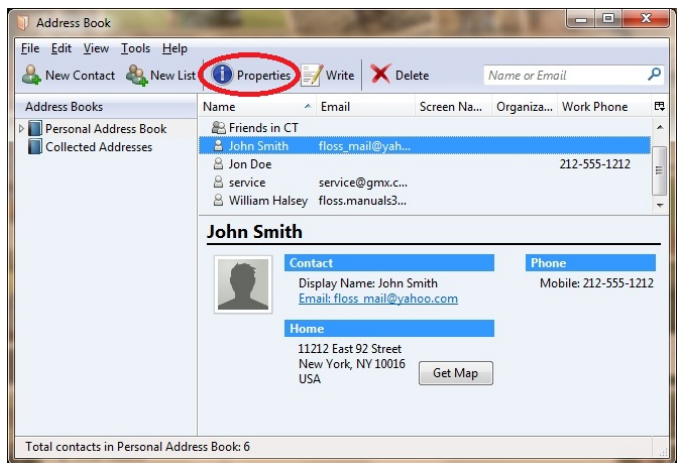 Address Book
File Edit View Tools Help
New Contact New List Properties Write Delete Name or Email
Address Books
Personal Address Book
Collected Addresses
Name Email Screen Na... Organiza... Work Phone
Friends in CT
John Smith floss_mail@yah...
Jon Doe 212-555-1212
service service@gmx.c...
William Halsey floss.manuals3...
John Smith
Contact
Display Name: John Smith
Email: floss_mail@yahoo.com
Phone
Mobile: 212-555-1212
Home
11212 East 92 Street
New York, NY 10016
USA
Get Map
Total contacts in Personal Address Book: 6